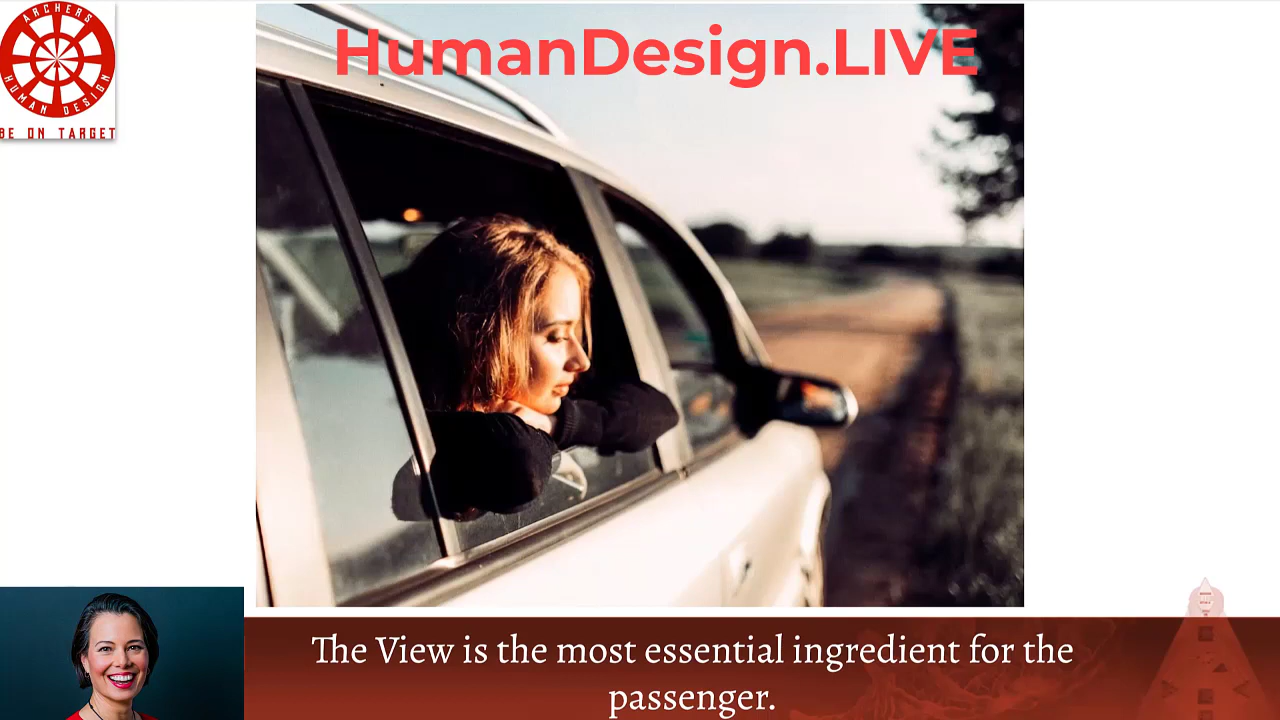 ARCHERS
HUMAN DESIGN
BE ON TARGET
HumanDesign.LIVE
The View is the most essential ingredient for the
passenger.